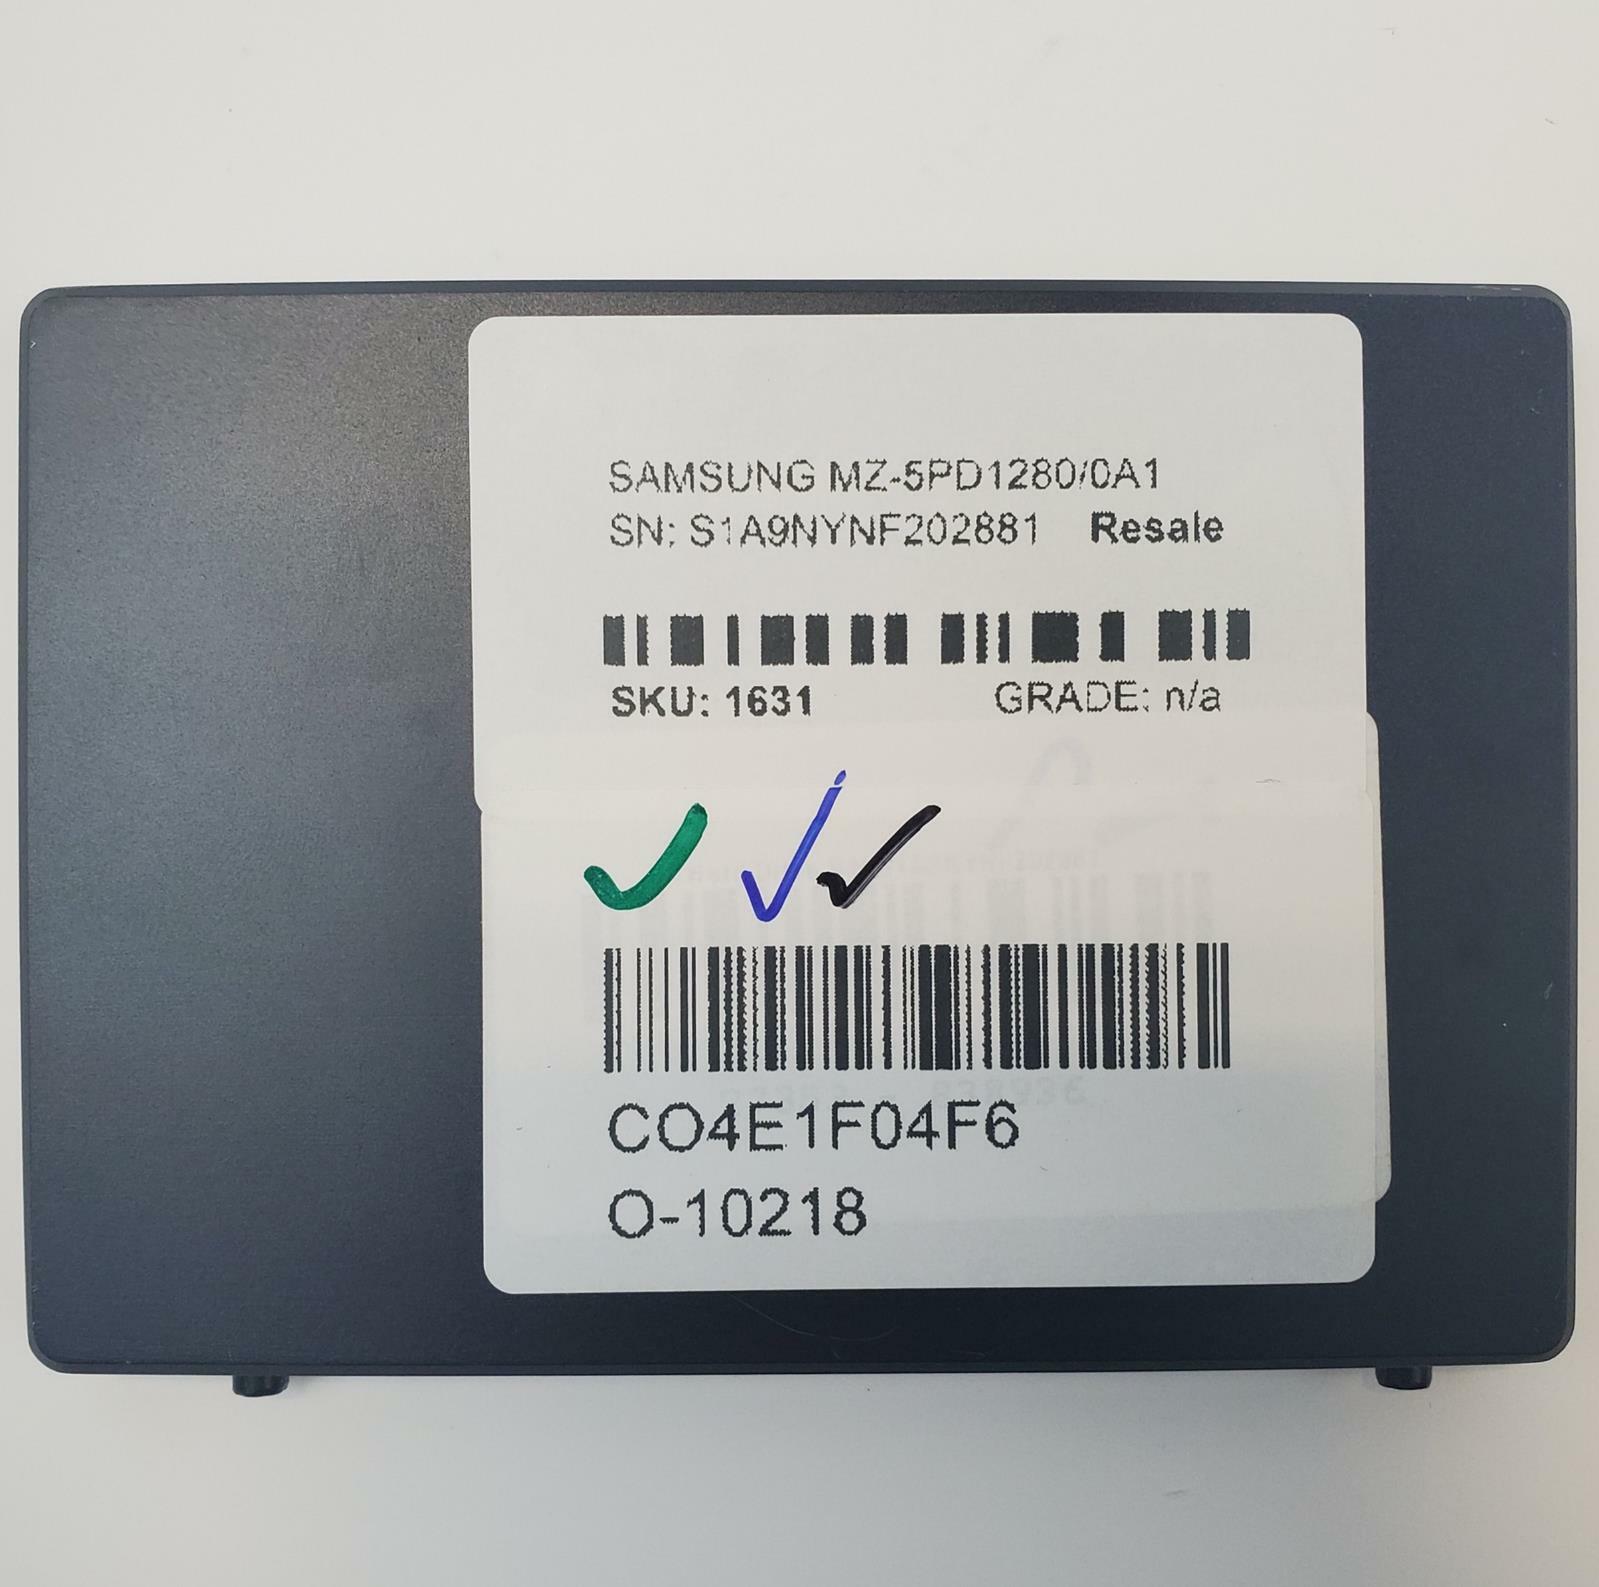 SAMSUNG MZ-5PD1280/0A1
SN: S1A9NYNF202881 Resale
SKU: 1631 GRADE: n/a
CO4E1F04F6
O-10218